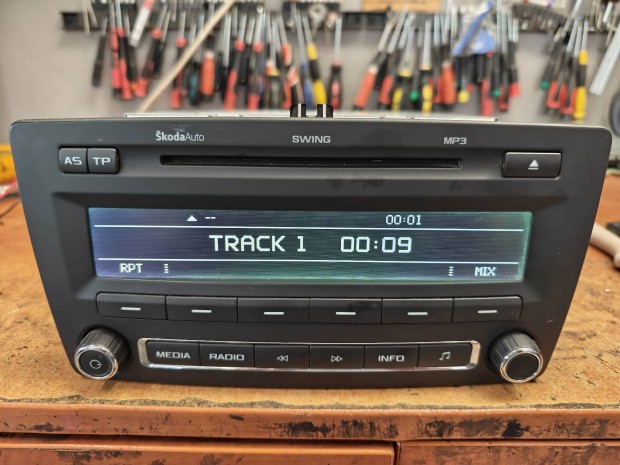 ŠkodaAuto SWING MP3
AS TP
-- 00:01
TRACK 1 00:09
RPT MIX
MEDIA RADIO INFO